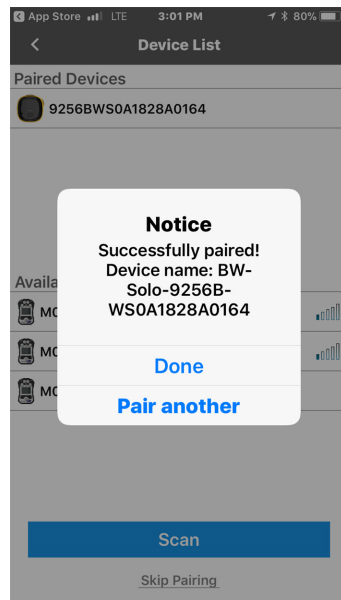 App Store LTE 3:01 PM 80%
Device List
Paired Devices
9256BWS0A1828A0164
Notice
Successfully paired!
Device name: BW-
Solo-9256B-
WS0A1828A0164
Availa
MC
MC
MC
Done
Pair another
Scan
Skip Pairing